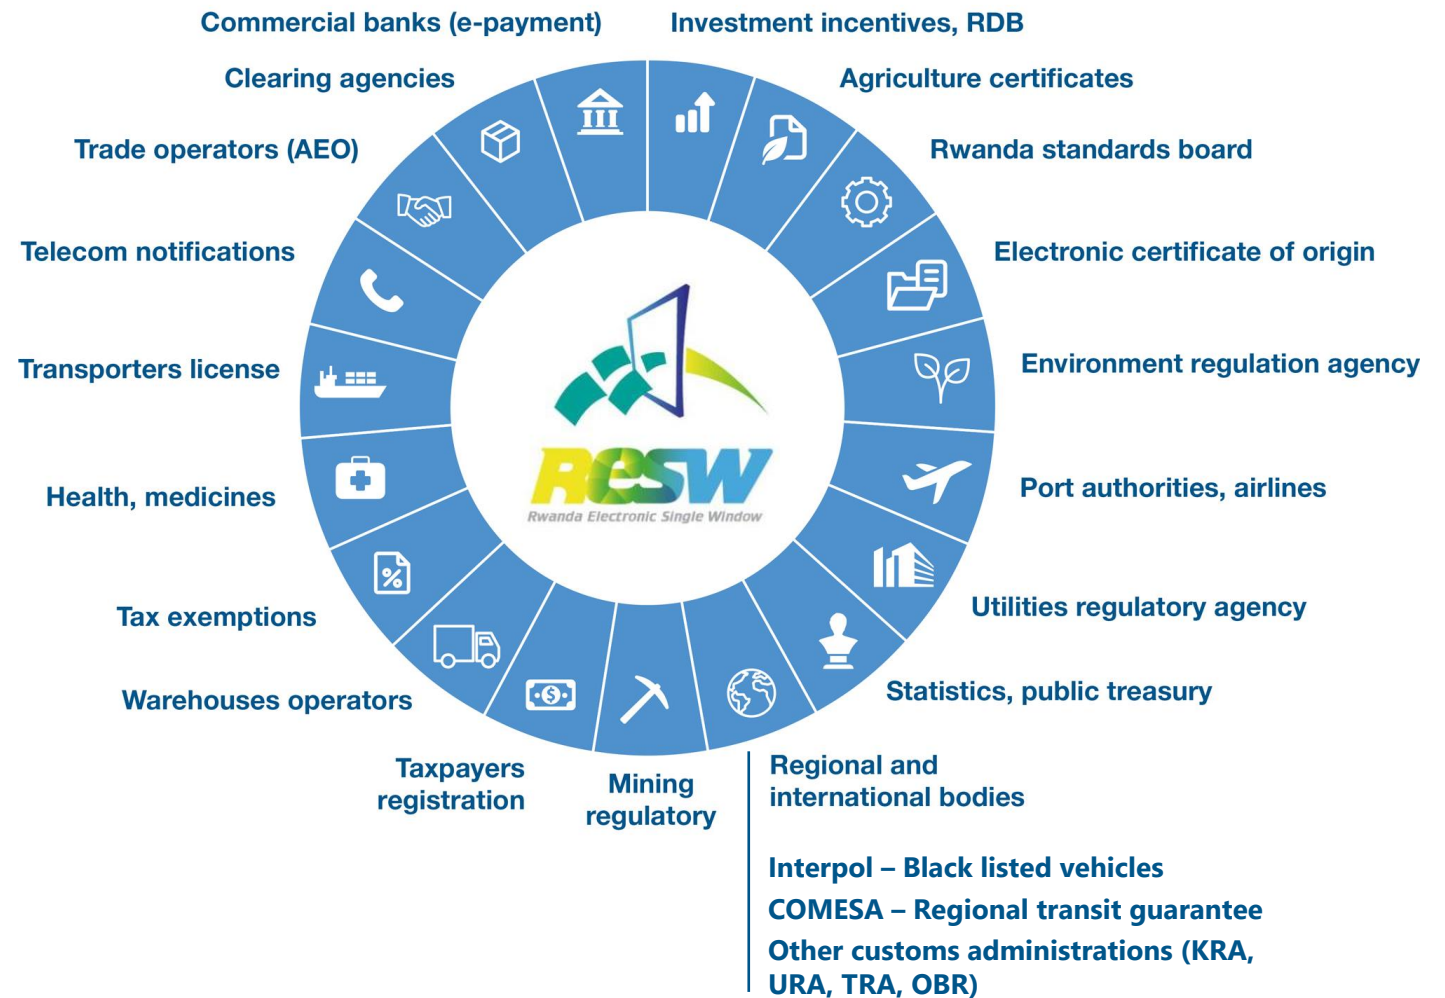 Commercial banks (e-payment)
Investment incentives, RDB
Clearing agencies
Agriculture certificates
Trade operators (AEO)
Rwanda standards board
Telecom notifications
Electronic certificate of origin
Transporters license
Environment regulation agency
RESW
Rwanda Electronic Single Window
Health, medicines
Port authorities, airlines
Tax exemptions
Utilities regulatory agency
Warehouses operators
Statistics, public treasury
Taxpayers
registration
Mining
regulatory
Regional and
international bodies
Interpol – Black listed vehicles
COMESA – Regional transit guarantee
Other customs administrations (KRA,
URA, TRA, OBR)